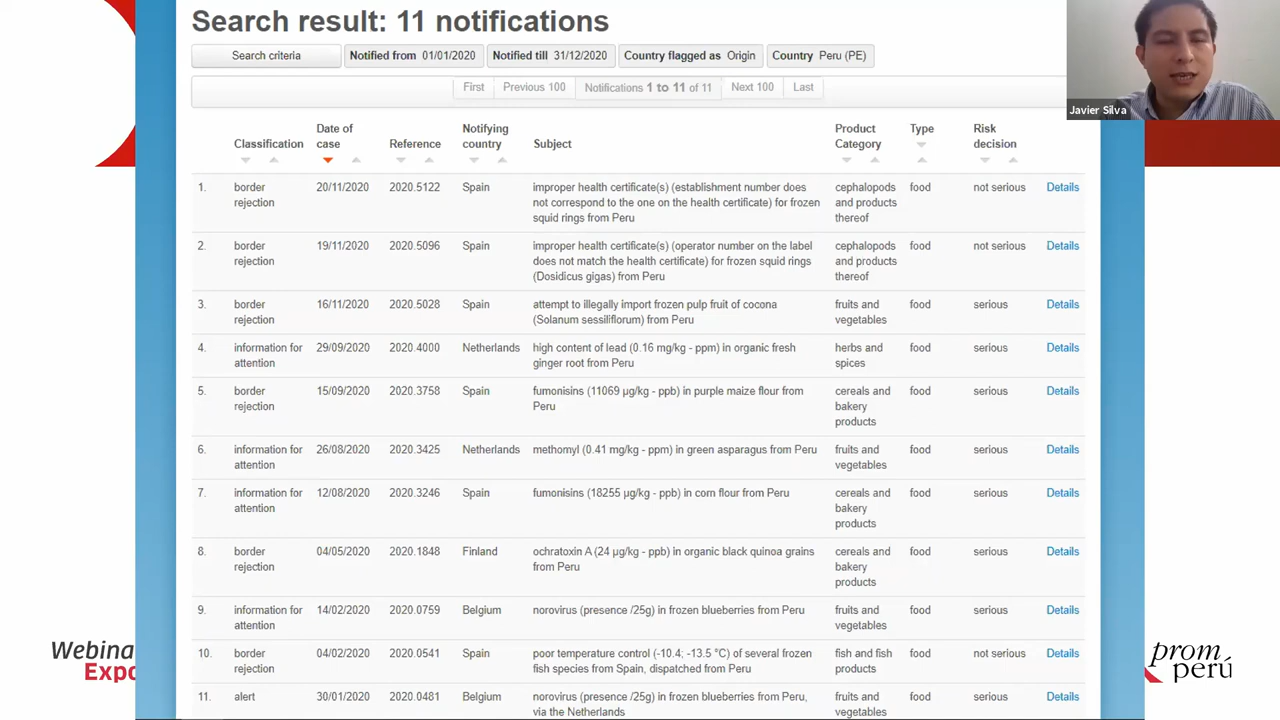 Search result: 11 notifications
Search criteria Notified from 01/01/2020 Notified till 31/12/2020 Country flagged as Origin Country Peru (PE)
First Previous 100 Notifications 1 to 11 of 11 Next 100 Last
Javier Silva
Classification Date of case Reference Notifying country Subject Product Category Type Risk decision
1. border rejection 20/11/2020 2020.5122 Spain improper health certificate(s) (establishment number does not correspond to the one on the health certificate) for frozen squid rings from Peru cephalopods and products thereof food not serious Details
2. border rejection 19/11/2020 2020.5096 Spain improper health certificate(s) (operator number on the label does not match the health certificate) for frozen squid rings (Dosidicus gigas) from Peru cephalopods and products thereof food not serious Details
3. border rejection 16/11/2020 2020.5028 Spain attempt to illegally import frozen pulp fruit of cocona (Solanum sessiliflorum) from Peru fruits and vegetables food serious Details
4. information for attention 29/09/2020 2020.4000 Netherlands high content of lead (0.16 mg/kg - ppm) in organic fresh ginger root from Peru herbs and spices food serious Details
5. border rejection 15/09/2020 2020.3758 Spain fumonisins (11069 µg/kg - ppb) in purple maize flour from Peru cereals and bakery products food serious Details
6. information for attention 26/08/2020 2020.3425 Netherlands methomyl (0.41 mg/kg - ppm) in green asparagus from Peru fruits and vegetables food serious Details
7. information for attention 12/08/2020 2020.3246 Spain fumonisins (18255 µg/kg - ppb) in corn flour from Peru cereals and bakery products food serious Details
8. border rejection 04/05/2020 2020.1848 Finland ochratoxin A (24 µg/kg - ppb) in organic black quinoa grains from Peru cereals and bakery products food serious Details
9. information for attention 14/02/2020 2020.0759 Belgium norovirus (presence /25g) in frozen blueberries from Peru fruits and vegetables food serious Details
10. border rejection 04/02/2020 2020.0541 Spain poor temperature control (-10.4; -13.5 °C) of several frozen fish species from Spain, dispatched from Peru fish and fish products food not serious Details
11. alert 30/01/2020 2020.0481 Belgium norovirus (presence /25g) in frozen blueberries from Peru, via the Netherlands fruits and vegetables food serious Details
Webina
Expo
prom
perú